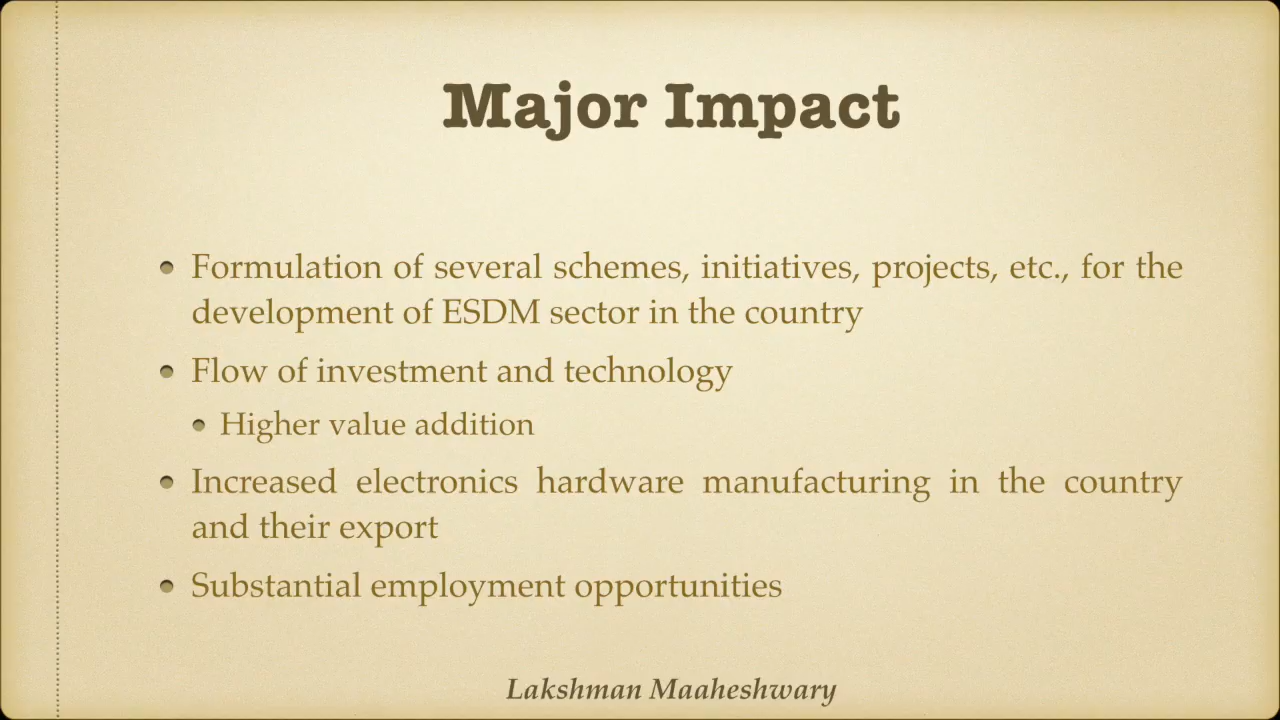 Major Impact
Formulation of several schemes, initiatives, projects, etc., for the
development of ESDM sector in the country
Flow of investment and technology
Higher value addition
Increased electronics hardware manufacturing in the country
and their export
Substantial employment opportunities
Lakshman Maaheshwary